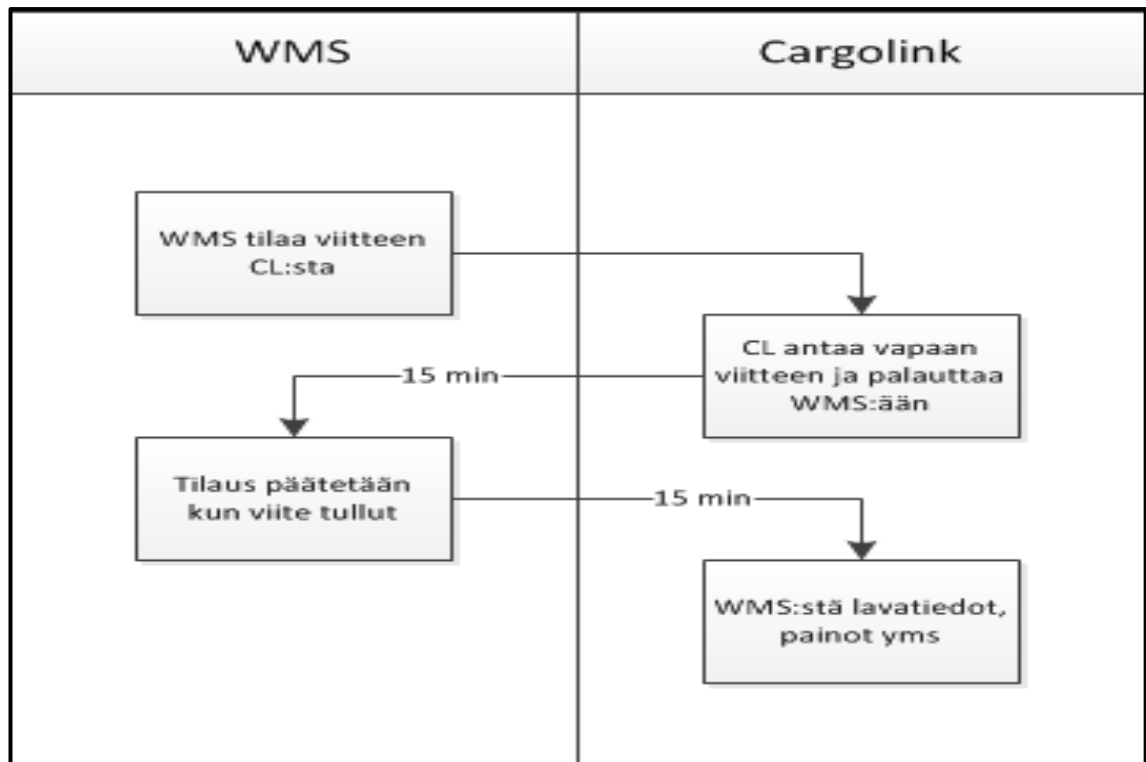 WMS
Cargolink
WMS tilaa viitteen
CL:sta
CL antaa vapaan
viitteen ja palauttaa
WMS:ään
15 min
Tilaus päätetään
kun viite tullut
15 min
WMS:stä lavatiedot,
painot yms